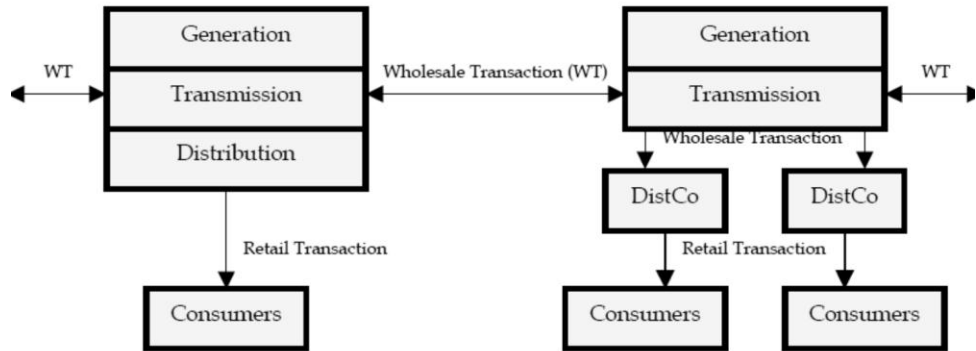 Generation
Generation
WT
Wholesale Transaction (WT)
WT
Transmission
Transmission
Distribution
Wholesale Transaction
DistCo
DistCo
Retail Transaction
Retail Transaction
Consumers
Consumers
Consumers